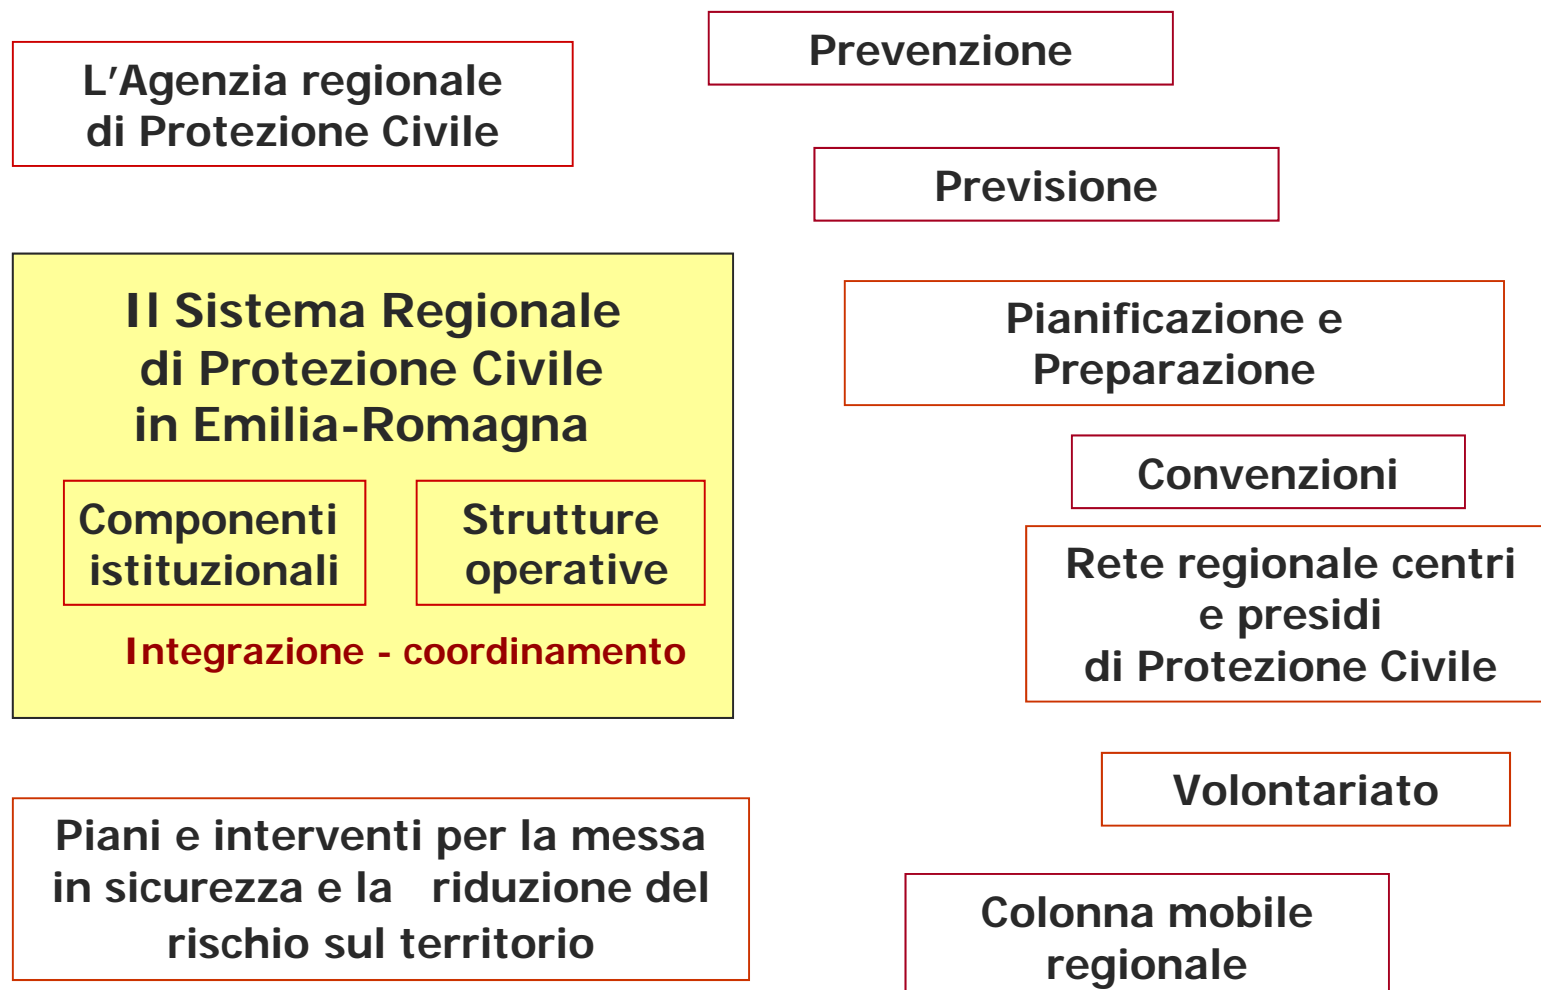 L’Agenzia regionale
di Protezione Civile
Prevenzione
Previsione
Il Sistema Regionale
di Protezione Civile
in Emilia-Romagna
Componenti
istituzionali
Strutture
operative
Integrazione - coordinamento
Pianificazione e
Preparazione
Convenzioni
Rete regionale centri
e presidi
di Protezione Civile
Volontariato
Piani e interventi per la messa
in sicurezza e la riduzione del
rischio sul territorio
Colonna mobile
regionale